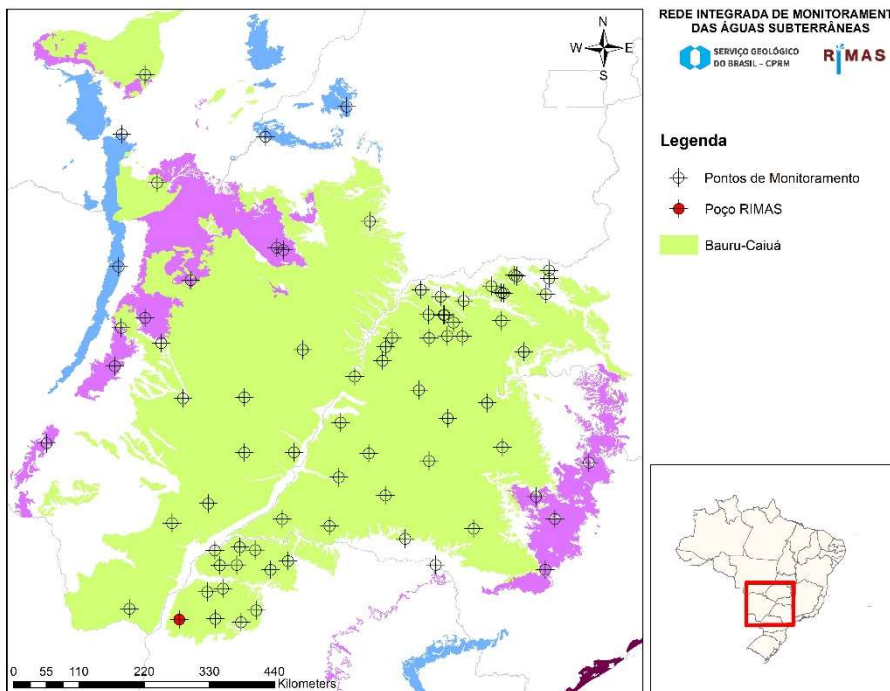 REDE INTEGRADA DE MONITORAMENT
DAS ÁGUAS SUBTERRÂNEAS
SERVIÇO GEOLÓGICO
DO BRASIL – CPRM
RIMAS
N
W E
S
Legenda
Pontos de Monitoramento
Poço RIMAS
Bauru-Caiuá
0 55 110 220 330 440
Kilometers